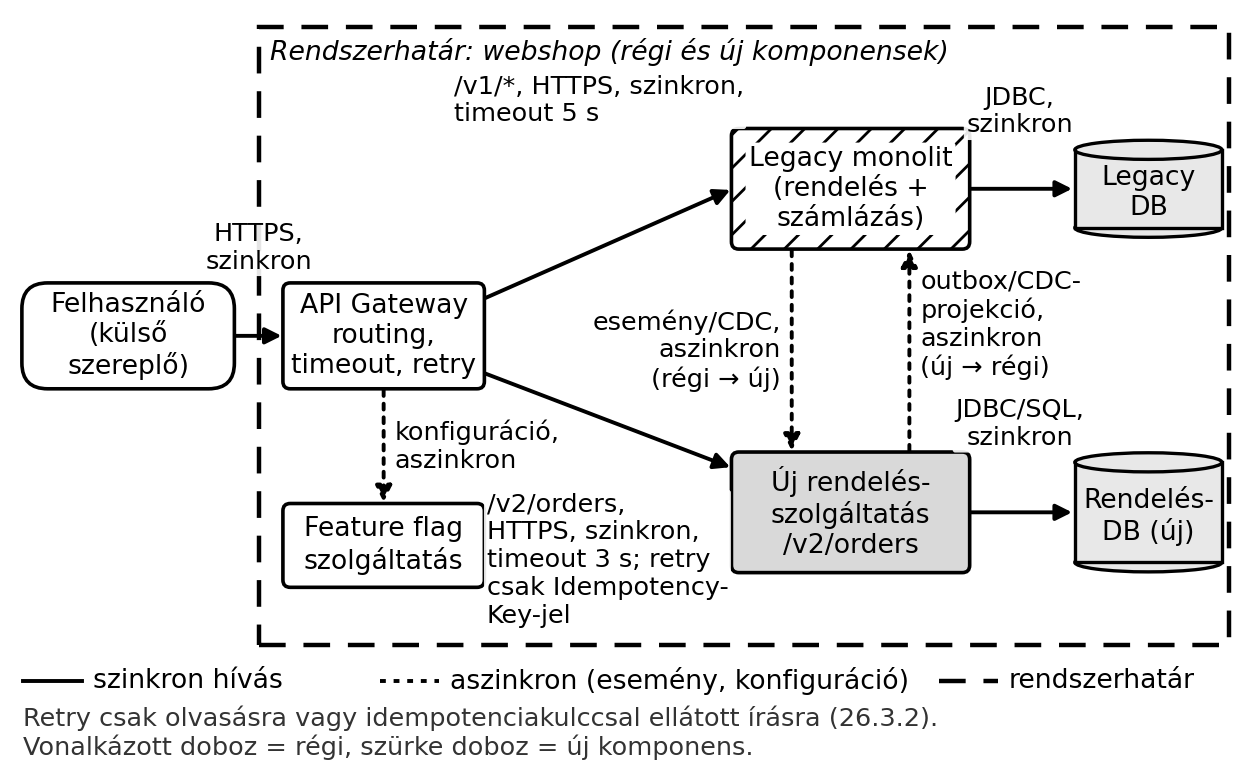 Rendszerhatár: webshop (régi és új komponensek)
/v1/*, HTTPS, szinkron,
timeout 5 s
JDBC,
szinkron
Legacy monolit
(rendelés +
számlázás)
Legacy
DB
HTTPS,
szinkron
Felhasználó
(külső
szereplő)
API Gateway
routing,
timeout, retry
esemény/CDC,
aszinkron
(régi → új)
outbox/CDC-
projekció,
aszinkron
(új → régi)
konfiguráció,
aszinkron
JDBC/SQL,
szinkron
Feature flag
szolgáltatás
/v2/orders,
HTTPS, szinkron,
timeout 3 s; retry
csak Idempotency-
Key-jel
Új rendelés-
szolgáltatás
/v2/orders
Rendelés-
DB (új)
szinkron hívás
aszinkron (esemény, konfiguráció)
rendszerhatár
Retry csak olvasásra vagy idempotenciakulccsal ellátott írásra (26.3.2).
Vonalkázott doboz = régi, szürke doboz = új komponens.